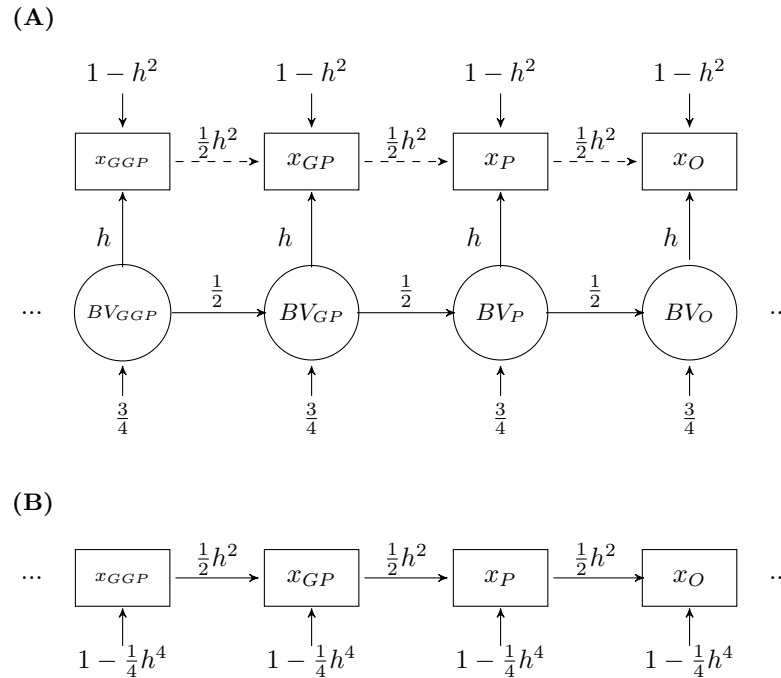 (A)
1 − h² 1 − h² 1 − h² 1 − h²
½h² ½h² ½h²
x_GGP x_GP x_P x_O
h h h h
½ ½ ½
... BV_GGP BV_GP BV_P BV_O ..
¾ ¾ ¾ ¾
(B)
½h² ½h² ½h²
... x_GGP x_GP x_P x_O ..
1 − ¼h⁴ 1 − ¼h⁴ 1 − ¼h⁴ 1 − ¼h⁴